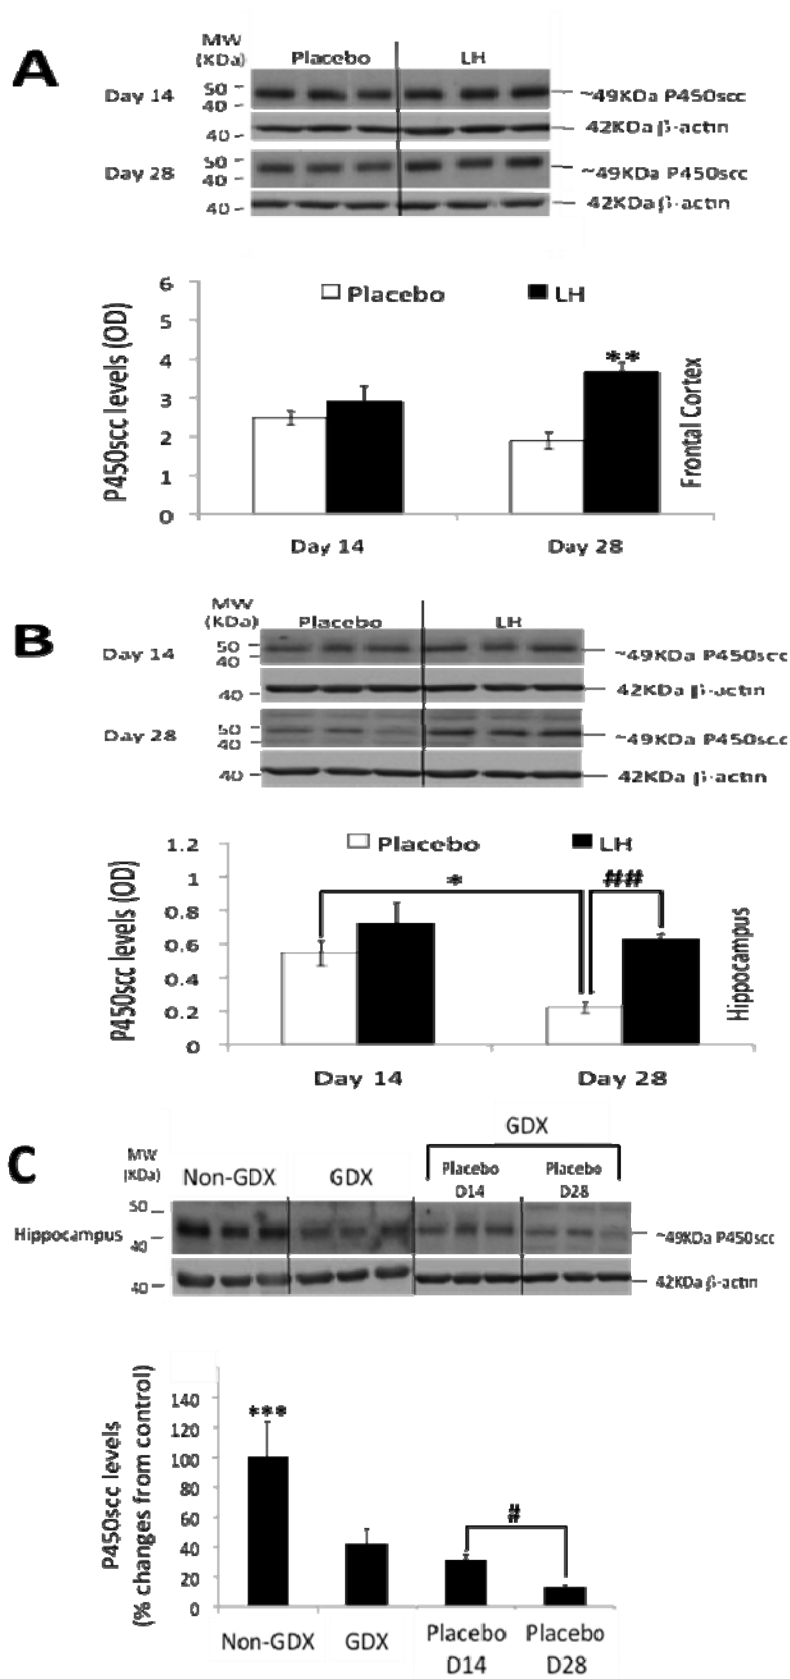 A
MW
(KDa)
Placebo
LH
Day 14
50
40
~49KDa P450scc
40
42KDa β-actin
Day 28
50
40
~49KDa P450scc
40
42KDa β-actin
P450scc levels (OD)
6
5
4
3
2
1
0
Placebo
LH
**
Frontal Cortex
Day 14
Day 28
B
MW
(KDa)
Placebo
LH
Day 14
50
40
~49KDa P450scc
40
42KDa β-actin
Day 28
50
40
~49KDa P450scc
40
42KDa β-actin
P450scc levels (OD)
1.2
1
0.8
0.6
0.4
0.2
0
Placebo
LH
*
##
Hippocampus
Day 14
Day 28
C
GDX
MW
(KDa)
Non-GDX
GDX
Placebo
D14
Placebo
D28
50
Hippocampus
40
~49KDa P450scc
40
42KDa β-actin
P450scc levels
(% changes from control)
140
120
100
80
60
40
20
0
***
#
Non-GDX
GDX
Placebo
D14
Placebo
D28